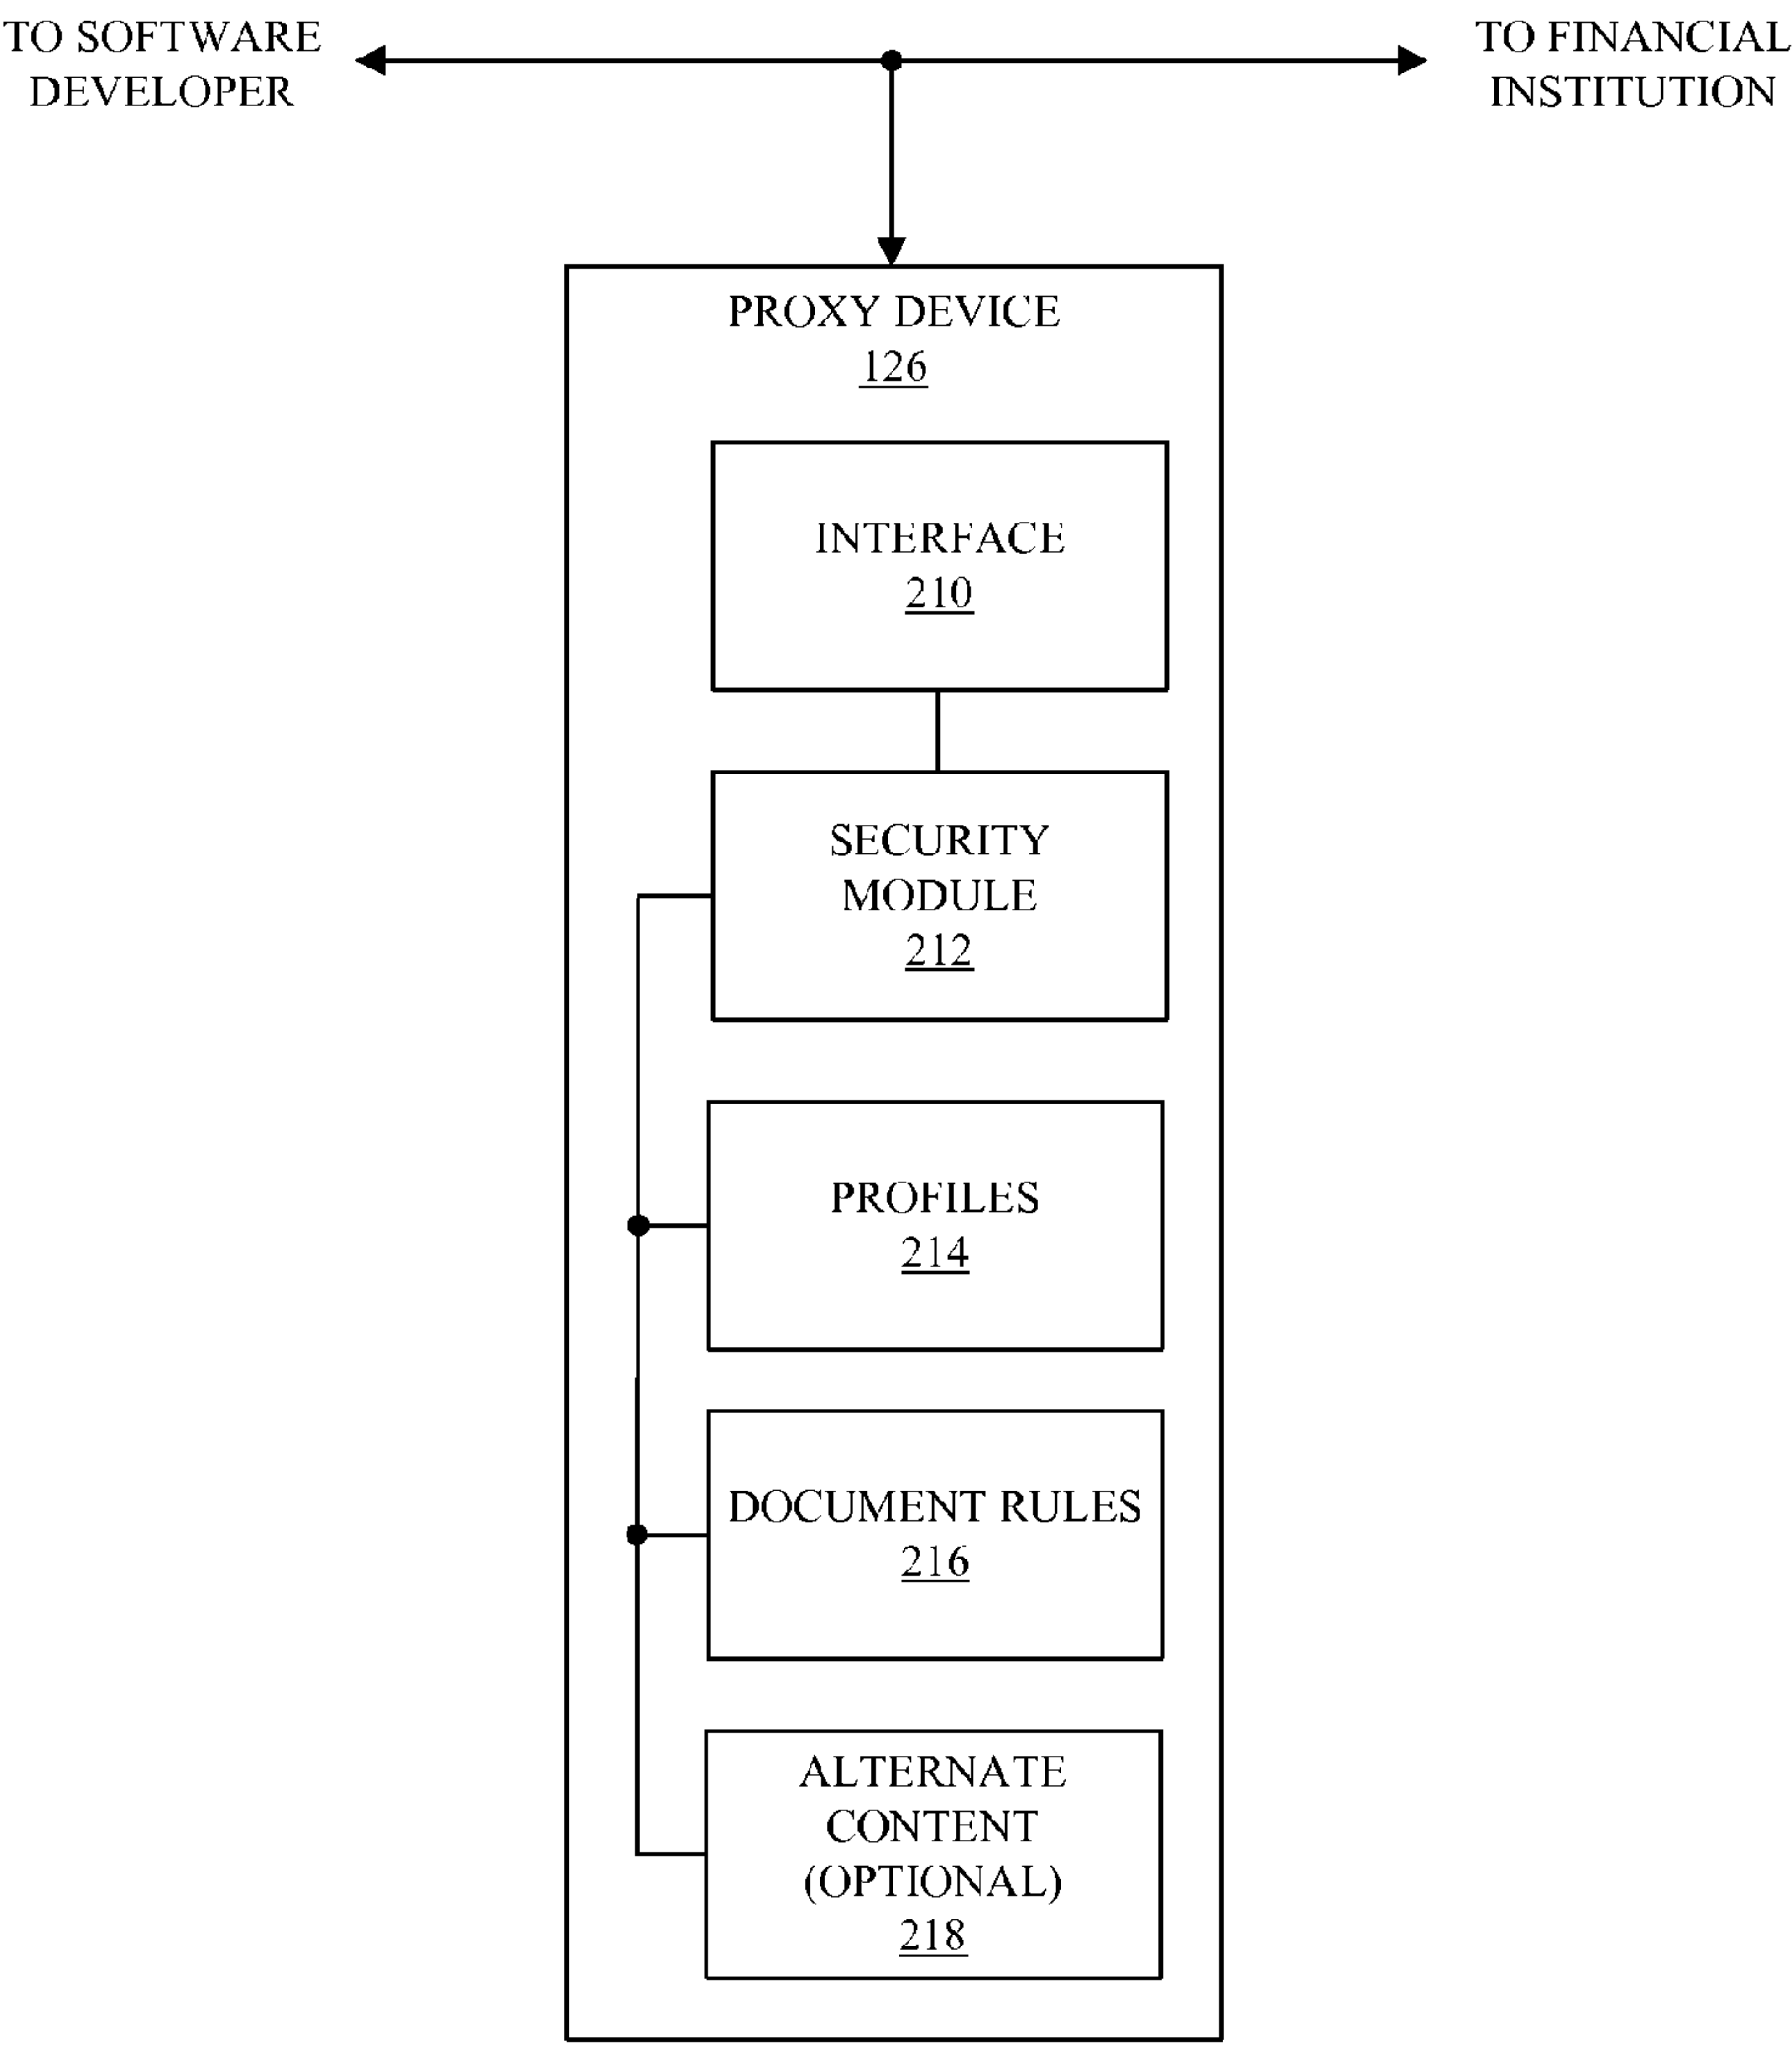 TO SOFTWARE
DEVELOPER
TO FINANCIAL
INSTITUTION
PROXY DEVICE
126
INTERFACE
210
SECURITY
MODULE
212
PROFILES
214
DOCUMENT RULES
216
ALTERNATE
CONTENT
(OPTIONAL)
218